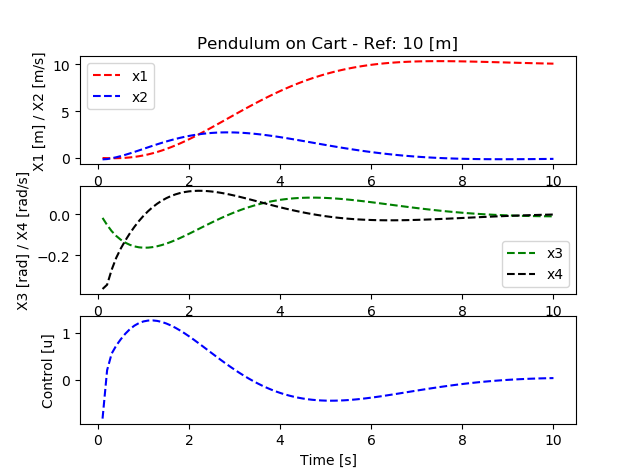 Pendulum on Cart - Ref: 10 [m]
X1 [m] / X2 [m/s]
10
5
0
x1
x2
0 2 4 6 8 10
X3 [rad] / X4 [rad/s]
0.0
−0.2
x3
x4
0 2 4 6 8 10
Control [u]
1
0
0 2 4 6 8 10
Time [s]